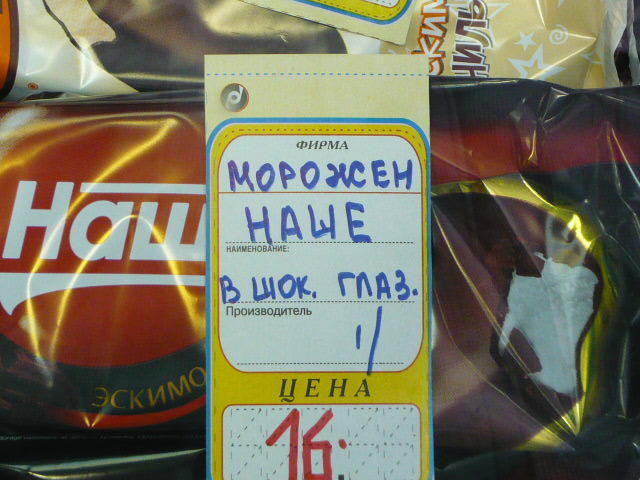 ФИРМА
МОРОЖЕН
НАШЕ
НАИМЕНОВАНИЕ:
В ШОК. ГЛАЗ.
Производитель
1/
ЦЕНА
16.
Наш
ЭСКИМО